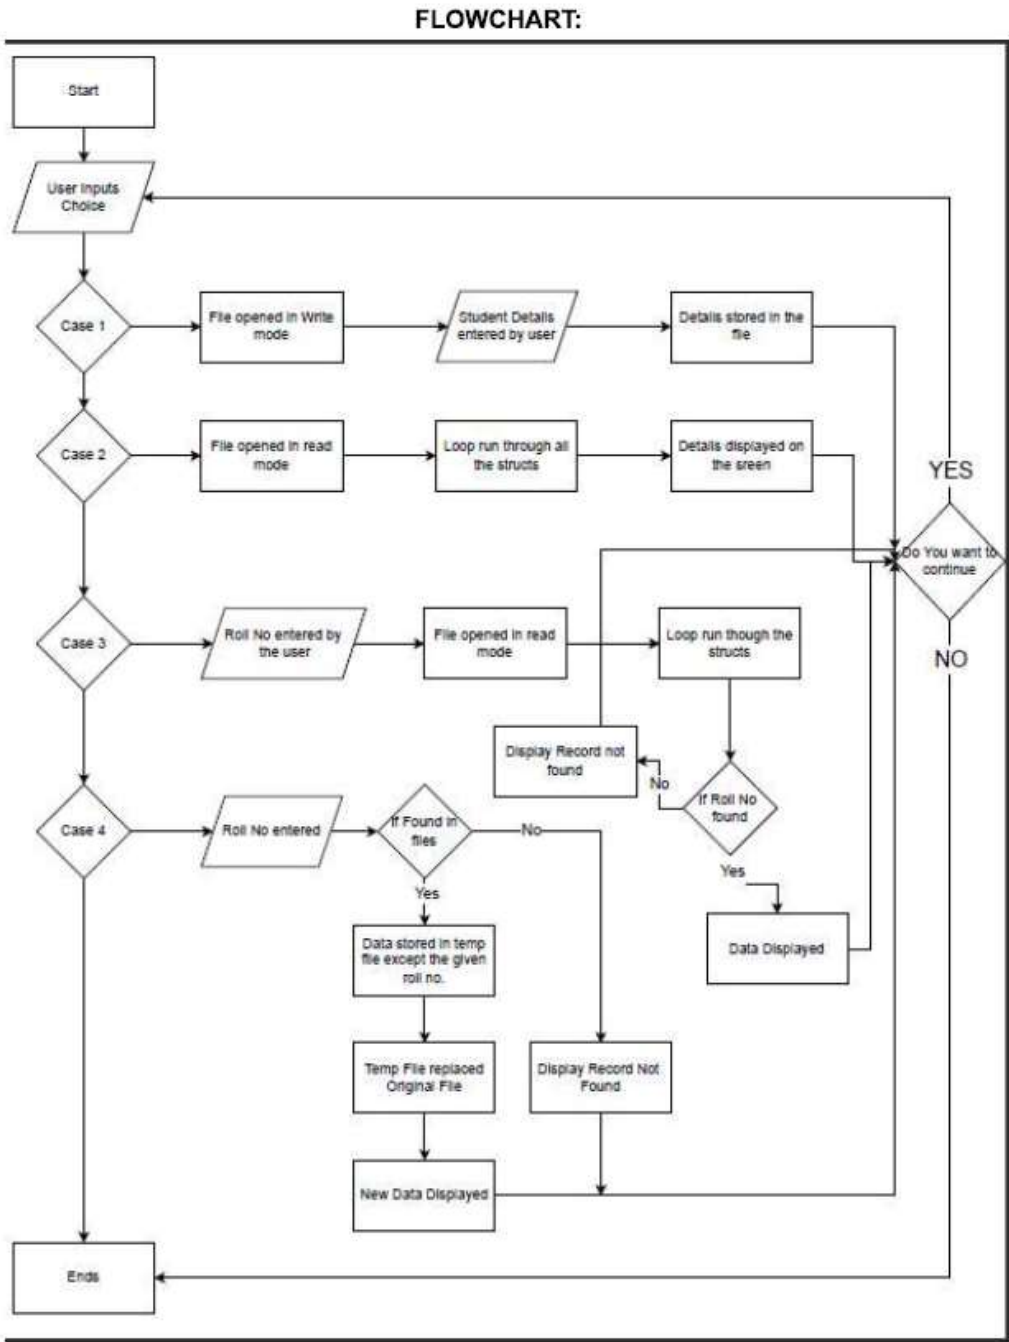 FLOWCHART:
Start
User Inputs
Choice
Case 1
File opened in Write
mode
Student Details
entered by user
Details stored in the
file
Case 2
File opened in read
mode
Loop run through all
the structs
Details displayed on
the sreen
YES
Do You want to
continue
NO
Case 3
Roll No entered by
the user
File opened in read
mode
Loop run though the
structs
Display Record not
found
No
If Roll No
found
Yes
Data Displayed
Case 4
Roll No entered
If Found in
files
No
Yes
Data stored in temp
file except the given
roll no.
Temp File replaced
Original File
Display Record Not
Found
New Data Displayed
Ends